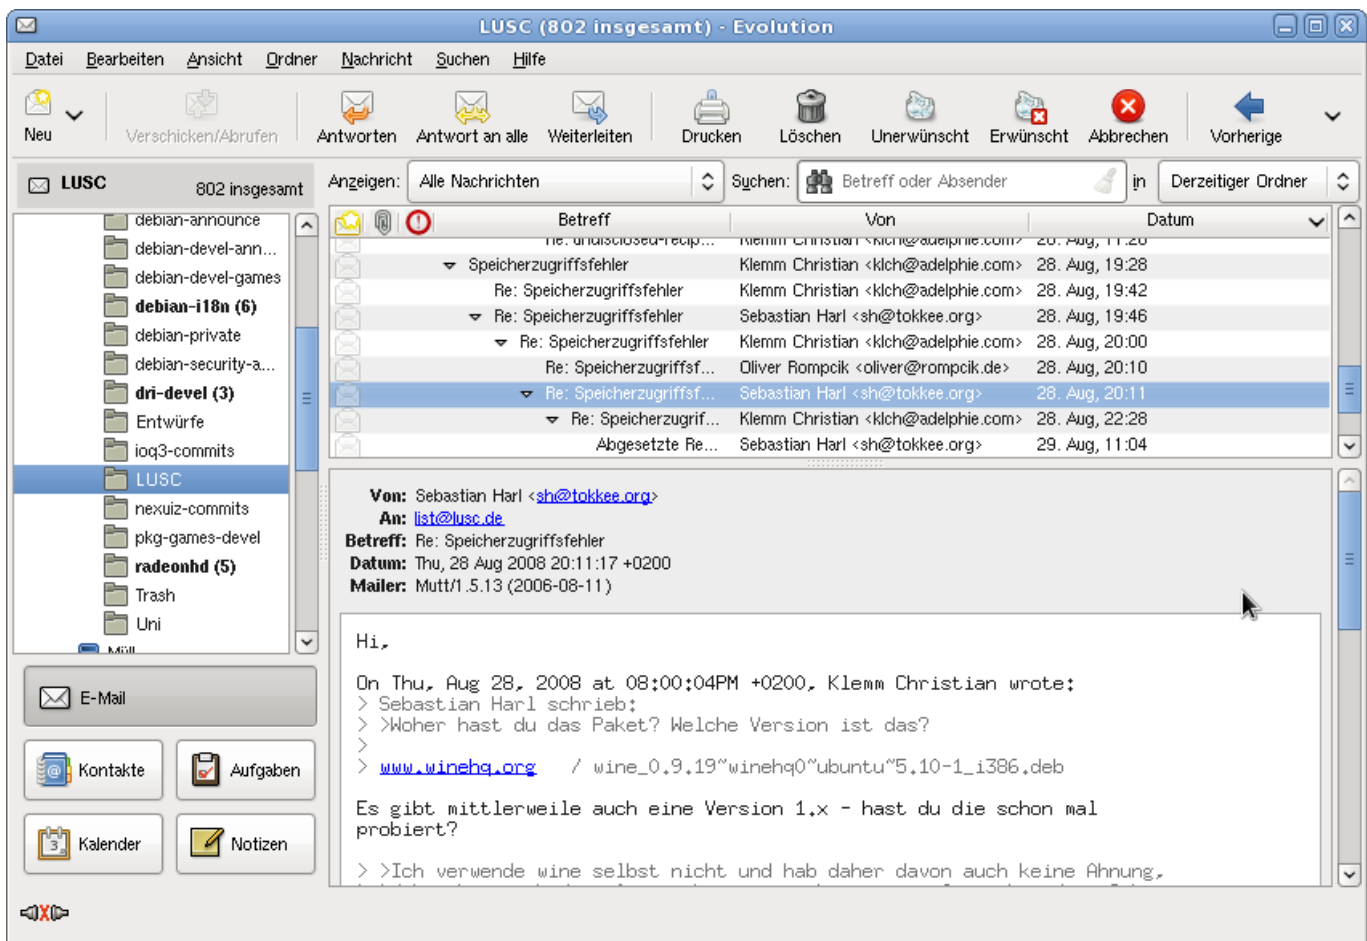 LUSC (802 insgesamt) - Evolution
Datei Bearbeiten Ansicht Ordner Nachricht Suchen Hilfe
Neu Verschicken/Abrufen Antworten Antwort an alle Weiterleiten Drucken Löschen Unerwünscht Erwünscht Abbrechen Vorherige
LUSC 802 insgesamt
Anzeigen: Alle Nachrichten Suchen: Betreff oder Absender in Derzeitiger Ordner
debian-announce
debian-devel-ann...
debian-devel-games
debian-i18n (6)
debian-private
debian-security-a...
dri-devel (3)
Entwürfe
ioq3-commits
LUSC
nexuiz-commits
pkg-games-devel
radeonhd (5)
Trash
Uni
Müll
E-Mail
Kontakte Aufgaben
Kalender Notizen
Betreff Von Datum
Re: undisclosed-recip... Klemm Christian <klch@adelphie.com> 28. Aug, 11:20
Speicherzugriffsfehler Klemm Christian <klch@adelphie.com> 28. Aug, 19:28
Re: Speicherzugriffsfehler Klemm Christian <klch@adelphie.com> 28. Aug, 19:42
Re: Speicherzugriffsfehler Sebastian Harl <sh@tokkee.org> 28. Aug, 19:46
Re: Speicherzugriffsfehler Klemm Christian <klch@adelphie.com> 28. Aug, 20:00
Re: Speicherzugriffsf... Oliver Rompcik <oliver@rompcik.de> 28. Aug, 20:10
Re: Speicherzugriffsf... Sebastian Harl <sh@tokkee.org> 28. Aug, 20:11
Re: Speicherzugrif... Klemm Christian <klch@adelphie.com> 28. Aug, 22:28
Abgesetzte Re... Sebastian Harl <sh@tokkee.org> 29. Aug, 11:04
Von: Sebastian Harl <sh@tokkee.org>
An: list@lusc.de
Betreff: Re: Speicherzugriffsfehler
Datum: Thu, 28 Aug 2008 20:11:17 +0200
Mailer: Mutt/1.5.13 (2006-08-11)
Hi,
On Thu, Aug 28, 2008 at 08:00:04PM +0200, Klemm Christian wrote:
> Sebastian Harl schrieb:
> >Woher hast du das Paket? Welche Version ist das?
>
> www.winehq.org / wine_0.9.19~winehq0~ubuntu~5.10-1_i386.deb
Es gibt mittlerweile auch eine Version 1.x - hast du die schon mal
probiert?
> >Ich verwende wine selbst nicht und hab daher davon auch keine Ahnung,